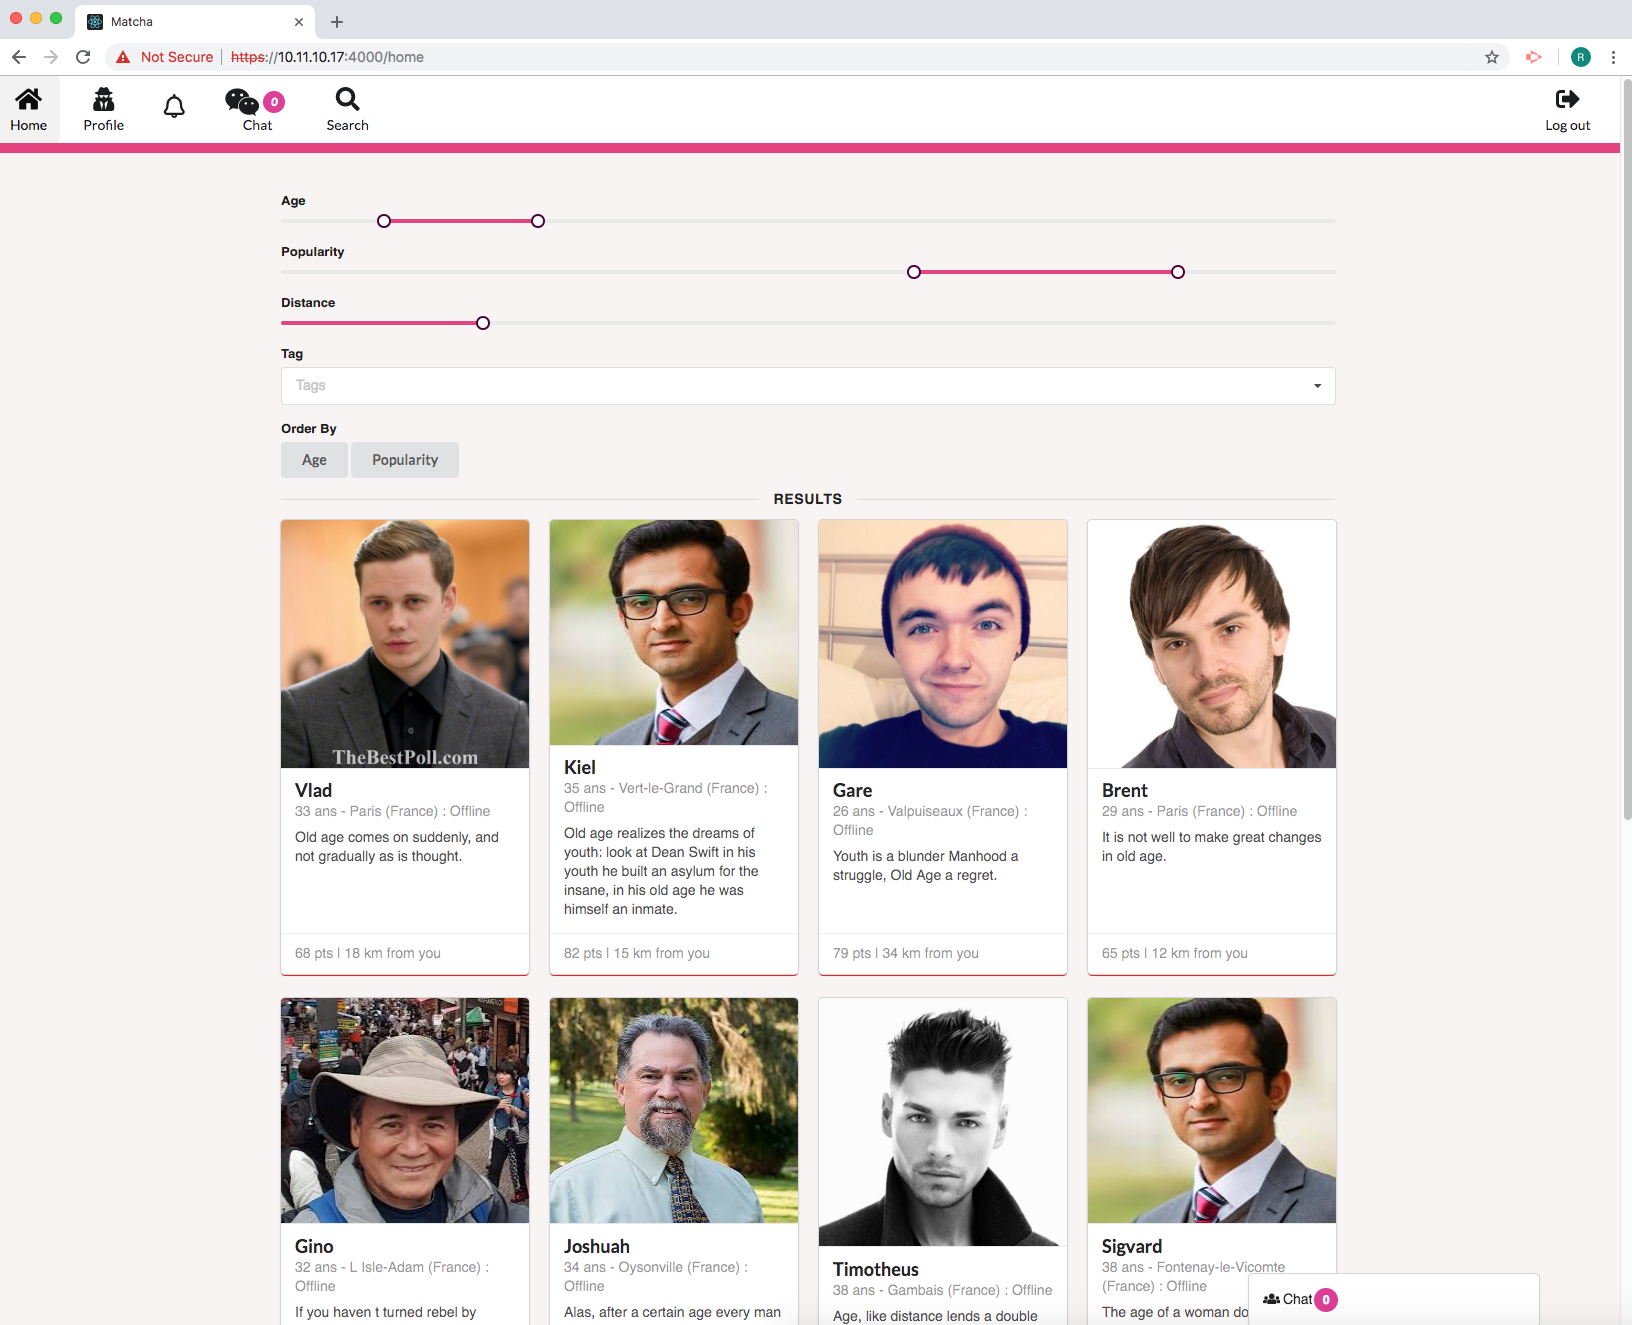 Matcha
Not Secure
https://10.11.10.17:4000/home
R
Home
Profile
0
Chat
Search
Log out
Age
Popularity
Distance
Tag
Tags
Order By
Age
Popularity
RESULTS
TheBestPoll.com
Vlad
33 ans - Paris (France) : Offline
Old age comes on suddenly, and
not gradually as is thought.
68 pts | 18 km from you
Kiel
35 ans - Vert-le-Grand (France) :
Offline
Old age realizes the dreams of
youth: look at Dean Swift in his
youth he built an asylum for the
insane, in his old age he was
himself an inmate.
82 pts | 15 km from you
Gare
26 ans - Valpuiseaux (France) :
Offline
Youth is a blunder Manhood a
struggle, Old Age a regret.
79 pts | 34 km from you
Brent
29 ans - Paris (France) : Offline
It is not well to make great changes
in old age.
65 pts | 12 km from you
Gino
32 ans - L Isle-Adam (France) :
Offline
If you haven t turned rebel by
Joshuah
34 ans - Oysonville (France) :
Offline
Alas, after a certain age every man
Timotheus
38 ans - Gambais (France) : Offline
Age, like distance lends a double
Sigvard
38 ans - Fontenay-le-Vicomte
(France) : Offline
The age of a woman do
Chat 0